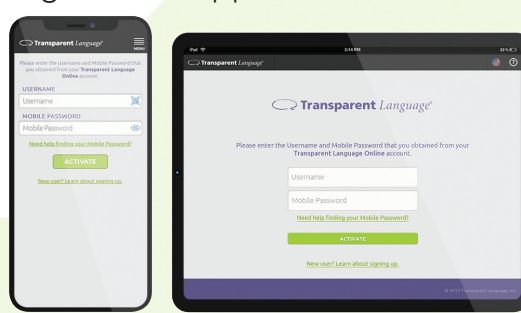 Transparent Language
MENU
Please enter the Username and Mobile Password that
you obtained from your Transparent Language
Online account.
USERNAME
Username
MOBILE PASSWORD
Mobile Password
Need help finding your Mobile Password?
ACTIVATE
New user? Learn about signing up.
iPad
3:14 PM
Transparent Language
Transparent Language
Please enter the Username and Mobile Password that you obtained from your
Transparent Language Online account.
Username
Mobile Password
Need help finding your Mobile Password?
ACTIVATE
New user? Learn about signing up.
Transparent Language, Inc.